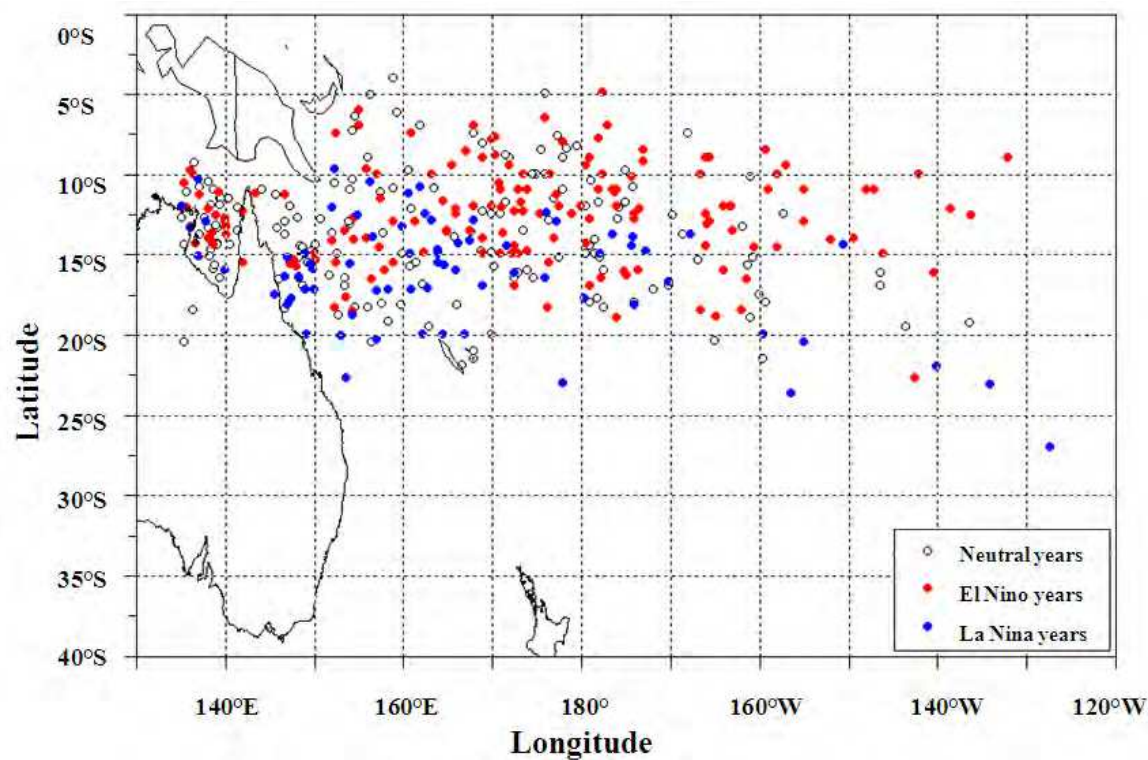 0°S
5°S
10°S
15°S
20°S
25°S
30°S
35°S
40°S
Latitude
Neutral years
El Nino years
La Nina years
140°E 160°E 180° 160°W 140°W 120°W
Longitude